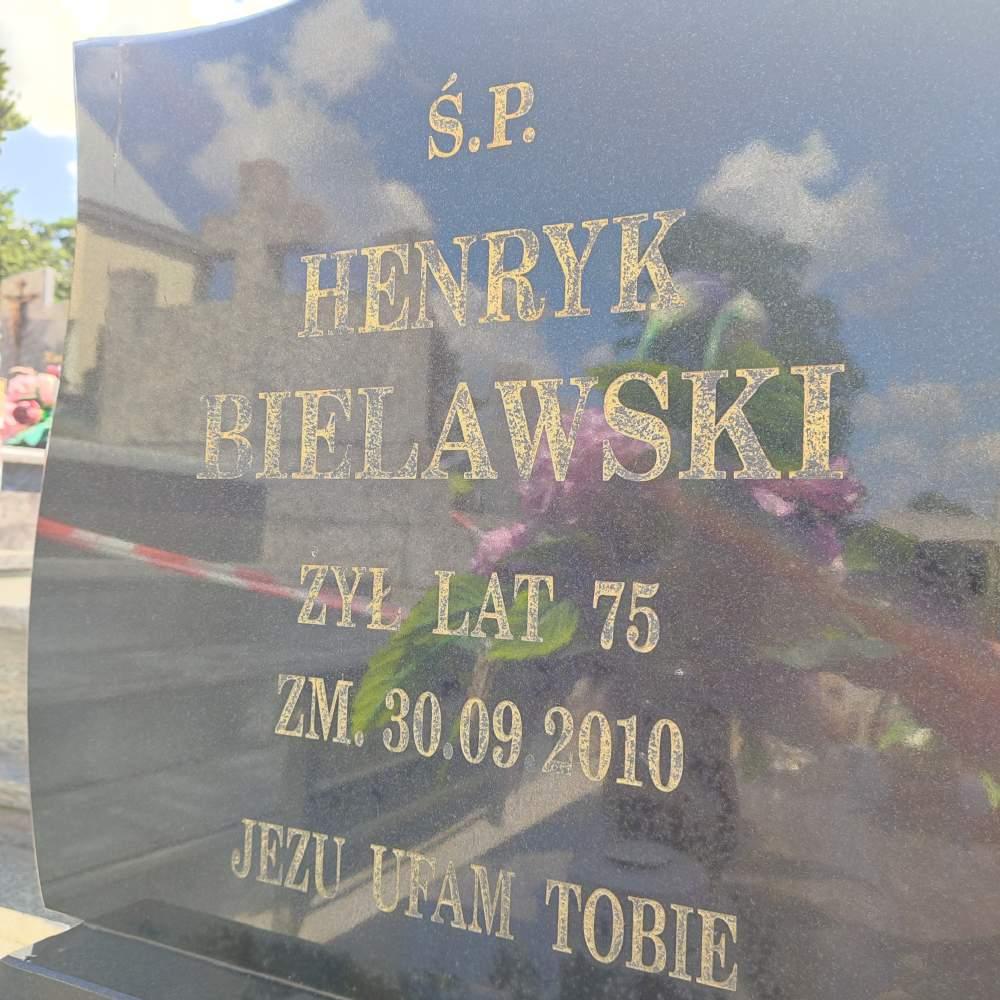 Ś.P.
HENRYK
BIELAWSKI
ŻYŁ LAT 75
ZM. 30.09.2010
JEZU UFAM TOBIE